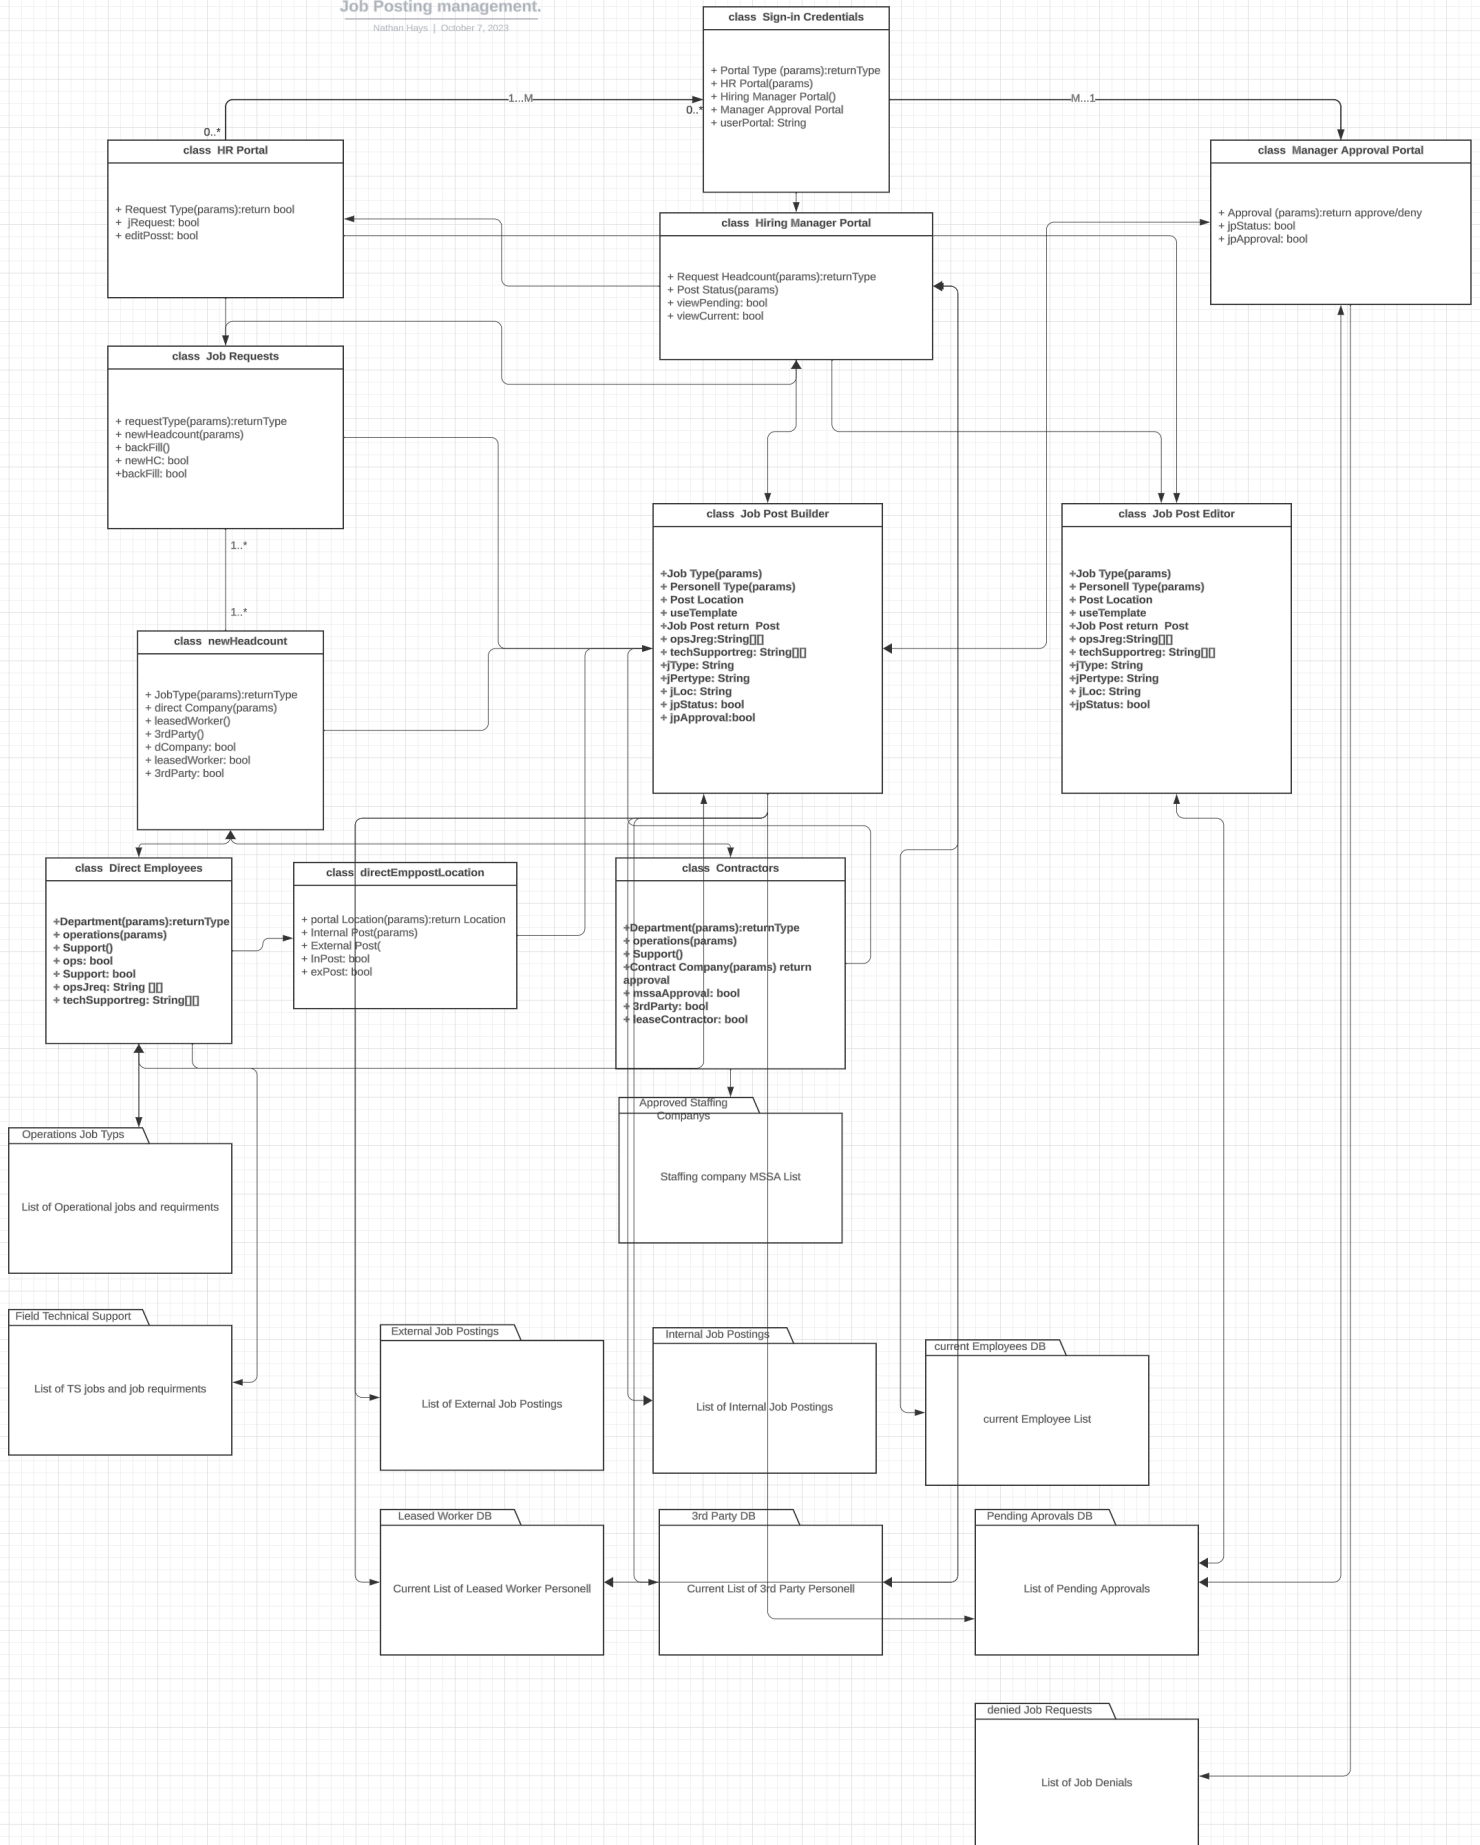 Job Posting management.
Nathan Hays | October 7, 2023
class Sign-in Credentials
+ Portal Type (params):returnType
+ HR Portal(params)
+ Hiring Manager Portal()
+ Manager Approval Portal
+ userPortal: String
1...M
0..*
M...1
0..*
class HR Portal
+ Request Type(params):return bool
+ jRequest: bool
+ editPosst: bool
class Manager Approval Portal
+ Approval (params):return approve/deny
+ jpStatus: bool
+ jpApproval: bool
class Hiring Manager Portal
+ Request Headcount(params):returnType
+ Post Status(params)
+ viewPending: bool
+ viewCurrent: bool
class Job Requests
+ requestType(params):returnType
+ newHeadcount(params)
+ backFill()
+ newHC: bool
+backFill: bool
1..*
1..*
class Job Post Builder
+Job Type(params)
+ Personell Type(params)
+ Post Location
+ useTemplate
+Job Post return Post
+ opsJreg:String[][]
+ techSupportreg: String[][]
+jType: String
+jPertype: String
+ jLoc: String
+ jpStatus: bool
+ jpApproval:bool
class Job Post Editor
+Job Type(params)
+ Personell Type(params)
+ Post Location
+ useTemplate
+Job Post return Post
+ opsJreg:String[][]
+ techSupportreg: String[][]
+jType: String
+jPertype: String
+ jLoc: String
+jpStatus: bool
class newHeadcount
+ JobType(params):returnType
+ direct Company(params)
+ leasedWorker()
+ 3rdParty()
+ dCompany: bool
+ leasedWorker: bool
+ 3rdParty: bool
class Direct Employees
+Department(params):returnType
+ operations(params)
+ Support()
+ ops: bool
+ Support: bool
+ opsJreq: String [][]
+ techSupportreg: String[][]
class directEmppostLocation
+ portal Location(params):return Location
+ Internal Post(params)
+ External Post(
+ InPost: bool
+ exPost: bool
class Contractors
+Department(params):returnType
+ operations(params)
+ Support()
+Contract Company(params) return
approval
+ mssaApproval: bool
+ 3rdParty: bool
+ leaseContractor: bool
Approved Staffing
Companys
Staffing company MSSA List
Operations Job Typs
List of Operational jobs and requirments
Field Technical Support
List of TS jobs and job requirments
External Job Postings
List of External Job Postings
Internal Job Postings
List of Internal Job Postings
current Employees DB
current Employee List
Leased Worker DB
Current List of Leased Worker Personell
3rd Party DB
Current List of 3rd Party Personell
Pending Aprovals DB
List of Pending Approvals
denied Job Requests
List of Job Denials